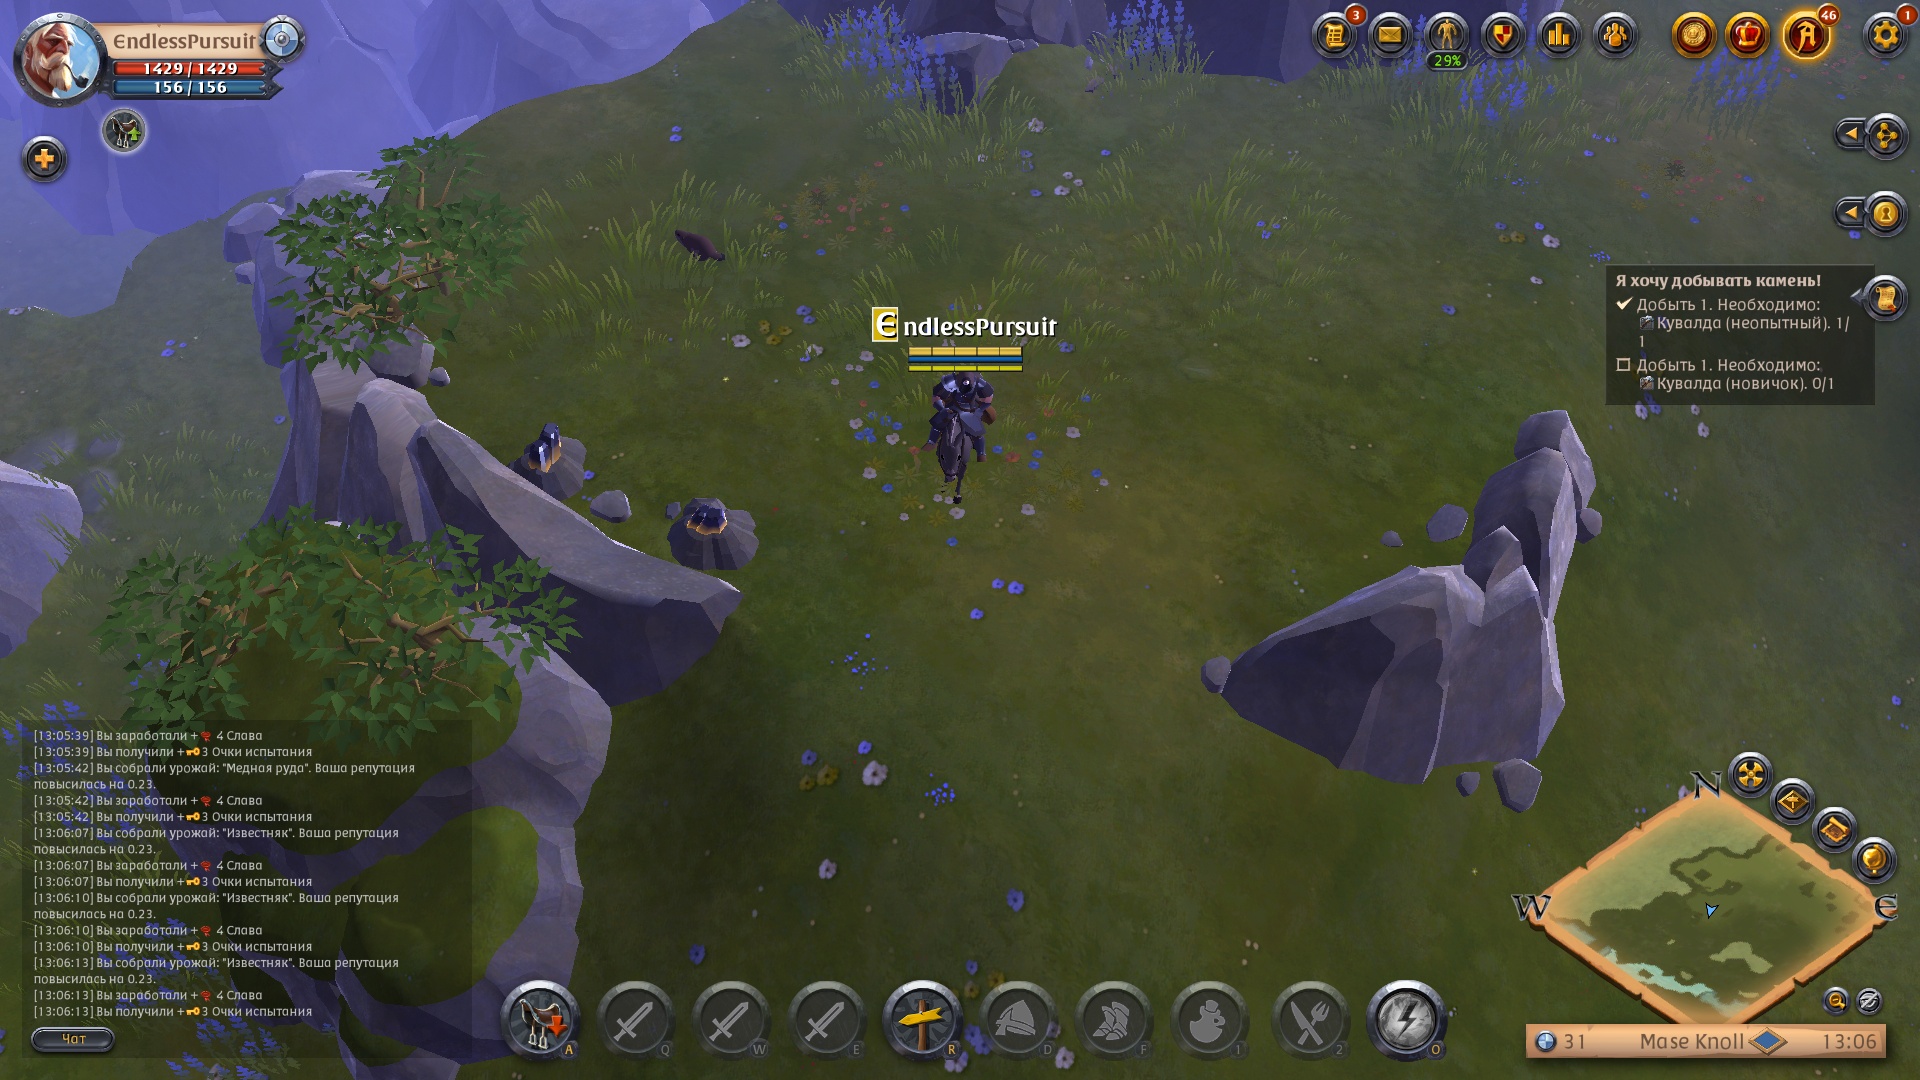 EndlessPursuit
1429 / 1429
156 / 156
3
29%
46
1
Я хочу добывать камень!
Добыть 1. Необходимо:
Кувалда (неопытный). 1/
1
Добыть 1. Необходимо:
Кувалда (новичок). 0/1
EndlessPursuit
[13:05:39] Вы заработали + 4 Слава
[13:05:39] Вы получили + 3 Очки испытания
[13:05:42] Вы собрали урожай: "Медная руда". Ваша репутация
повысилась на 0.23.
[13:05:42] Вы заработали + 4 Слава
[13:05:42] Вы получили + 3 Очки испытания
[13:06:07] Вы собрали урожай: "Известняк". Ваша репутация
повысилась на 0.23.
[13:06:07] Вы заработали + 4 Слава
[13:06:07] Вы получили + 3 Очки испытания
[13:06:10] Вы собрали урожай: "Известняк". Ваша репутация
повысилась на 0.23.
[13:06:10] Вы заработали + 4 Слава
[13:06:10] Вы получили + 3 Очки испытания
[13:06:13] Вы собрали урожай: "Известняк". Ваша репутация
повысилась на 0.23.
[13:06:13] Вы заработали + 4 Слава
[13:06:13] Вы получили + 3 Очки испытания
Чат
A Q W E R D F 1 2 O
N
W E
31 Mase Knoll 13:06